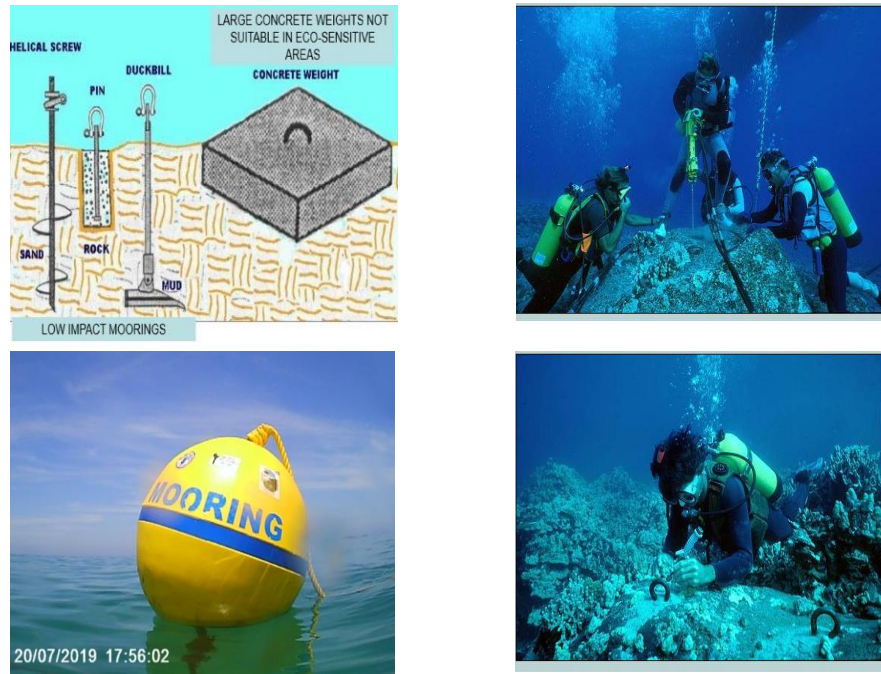 LARGE CONCRETE WEIGHTS NOT
SUITABLE IN ECO-SENSITIVE
AREAS
HELICAL SCREW
PIN
DUCKBILL
CONCRETE WEIGHT
SAND
ROCK
MUD
LOW IMPACT MOORINGS
MOORING
20/07/2019 17:56:02